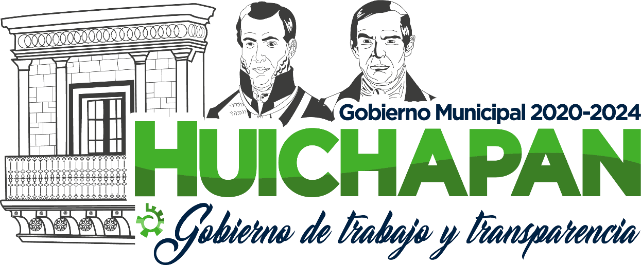 Gobierno Municipal 2020-2024
HUICHAPAN
Gobierno de trabajo y transparencia